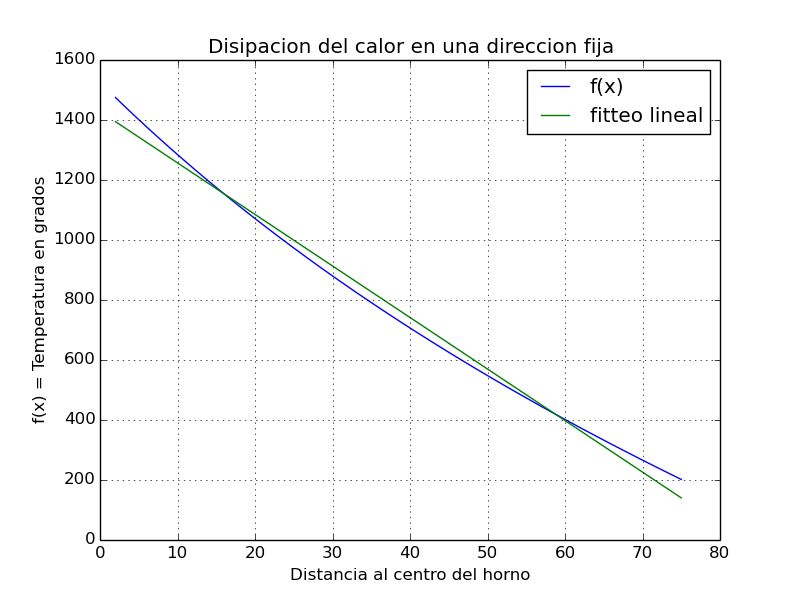 Disipacion del calor en una direccion fija
f(x)
fitteo lineal
f(x) = Temperatura en grados
1600
1400
1200
1000
800
600
400
200
0
0 10 20 30 40 50 60 70 80
Distancia al centro del horno